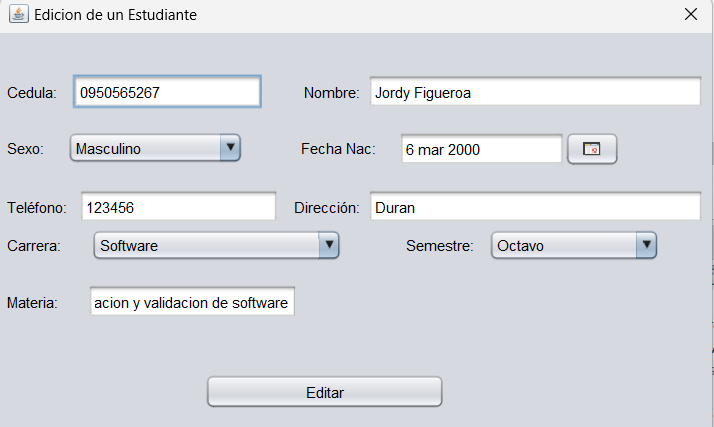 Edicion de un Estudiante
Cedula: 0950565267 Nombre: Jordy Figueroa
Sexo: Masculino Fecha Nac: 6 mar 2000
Teléfono: 123456 Dirección: Duran
Carrera: Software Semestre: Octavo
Materia: acion y validacion de software
Editar